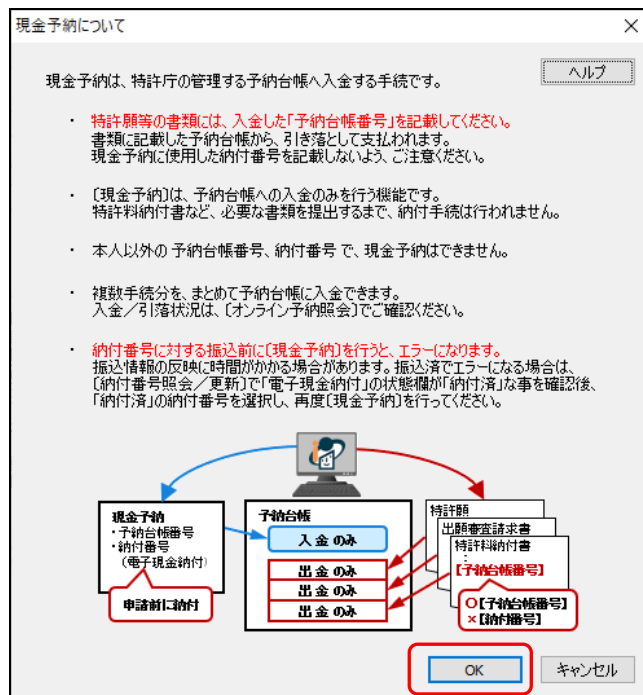 現金予納について
ヘルプ
現金予納は、特許庁の管理する予納台帳へ入金する手続です。
・ 特許願等の書類には、入金した「予納台帳番号」を記載してください。
書類に記載した予納台帳から、引き落として支払われます。
現金予納に使用した納付番号を記載しないよう、ご注意ください。
・ 〔現金予納〕は、予納台帳への入金のみを行う機能です。
特許料納付書など、必要な書類を提出するまで、納付手続は行われません。
・ 本人以外の 予納台帳番号、納付番号 で、現金予納はできません。
・ 複数手続分を、まとめて予納台帳に入金できます。
入金／引落状況は、〔オンライン予納照会〕でご確認ください。
・ 納付番号に対する振込前に〔現金予納〕を行うと、エラーになります。
振込情報の反映に時間がかかる場合があります。振込済でエラーになる場合は、
〔納付番号照会／更新〕で「電子現金納付」の状態欄が「納付済」な事を確認後、
「納付済」の納付番号を選択し、再度〔現金予納〕を行ってください。
現金予納
・予納台帳番号
・納付番号
（電子現金納付）
申請前に納付
予納台帳
入金のみ
出金のみ
出金のみ
出金のみ
特許願
出願審査請求書
特許料納付書
：
【予納台帳番号】
○【予納台帳番号】
×【納付番号】
OK
キャンセル